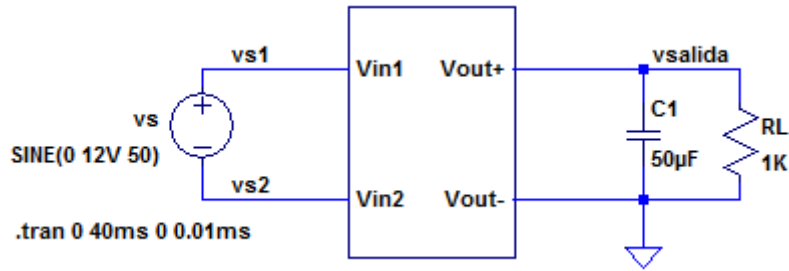 vs1
Vin1
Vout+
vsalida
vs
SINE(0 12V 50)
C1
50µF
RL
1K
vs2
Vin2
Vout-
.tran 0 40ms 0 0.01ms